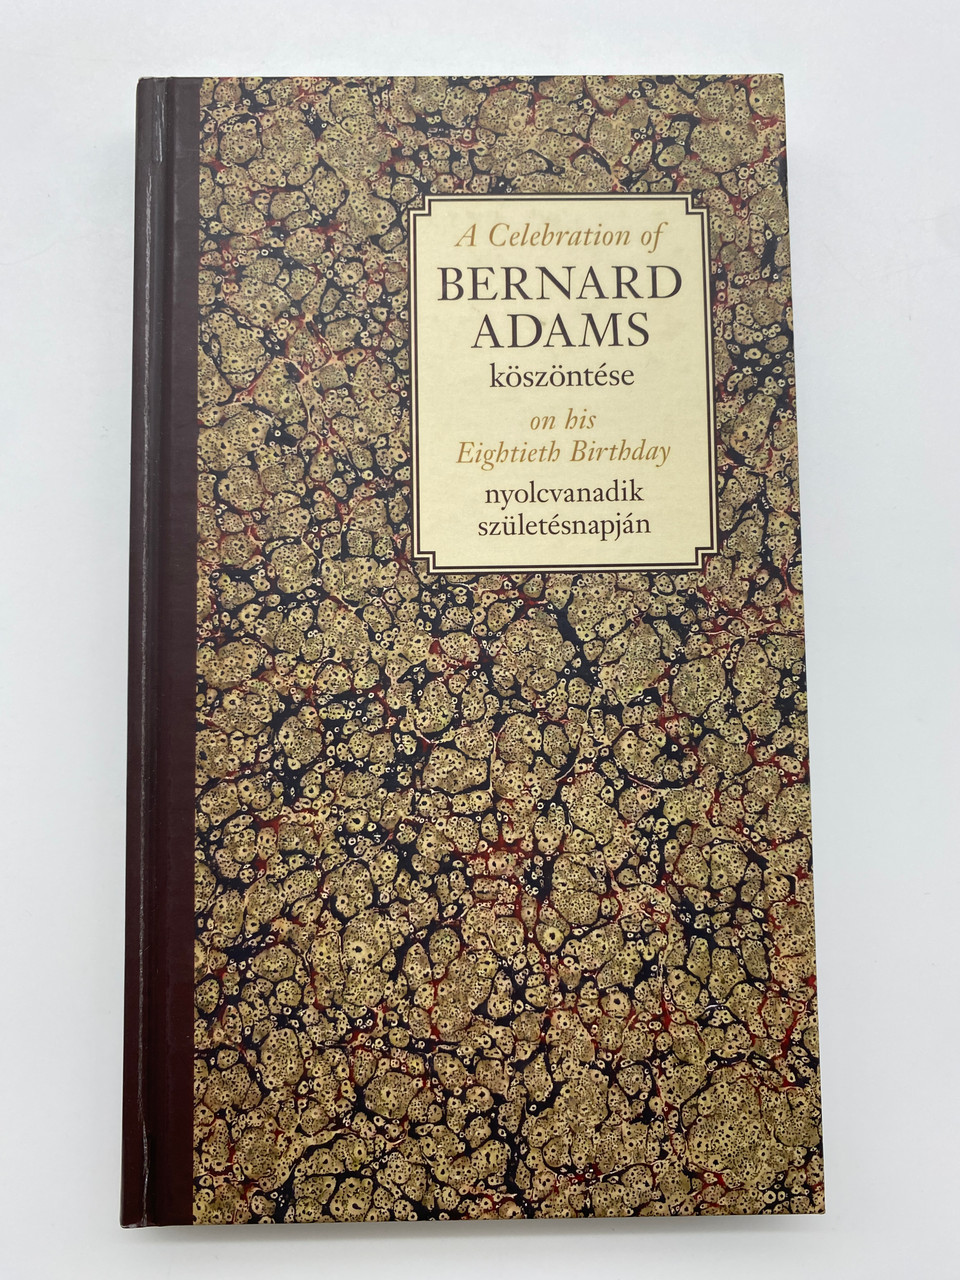 A Celebration of
BERNARD
ADAMS
köszöntése
on his
Eightieth Birthday
nyolcvanadik
születésnapján